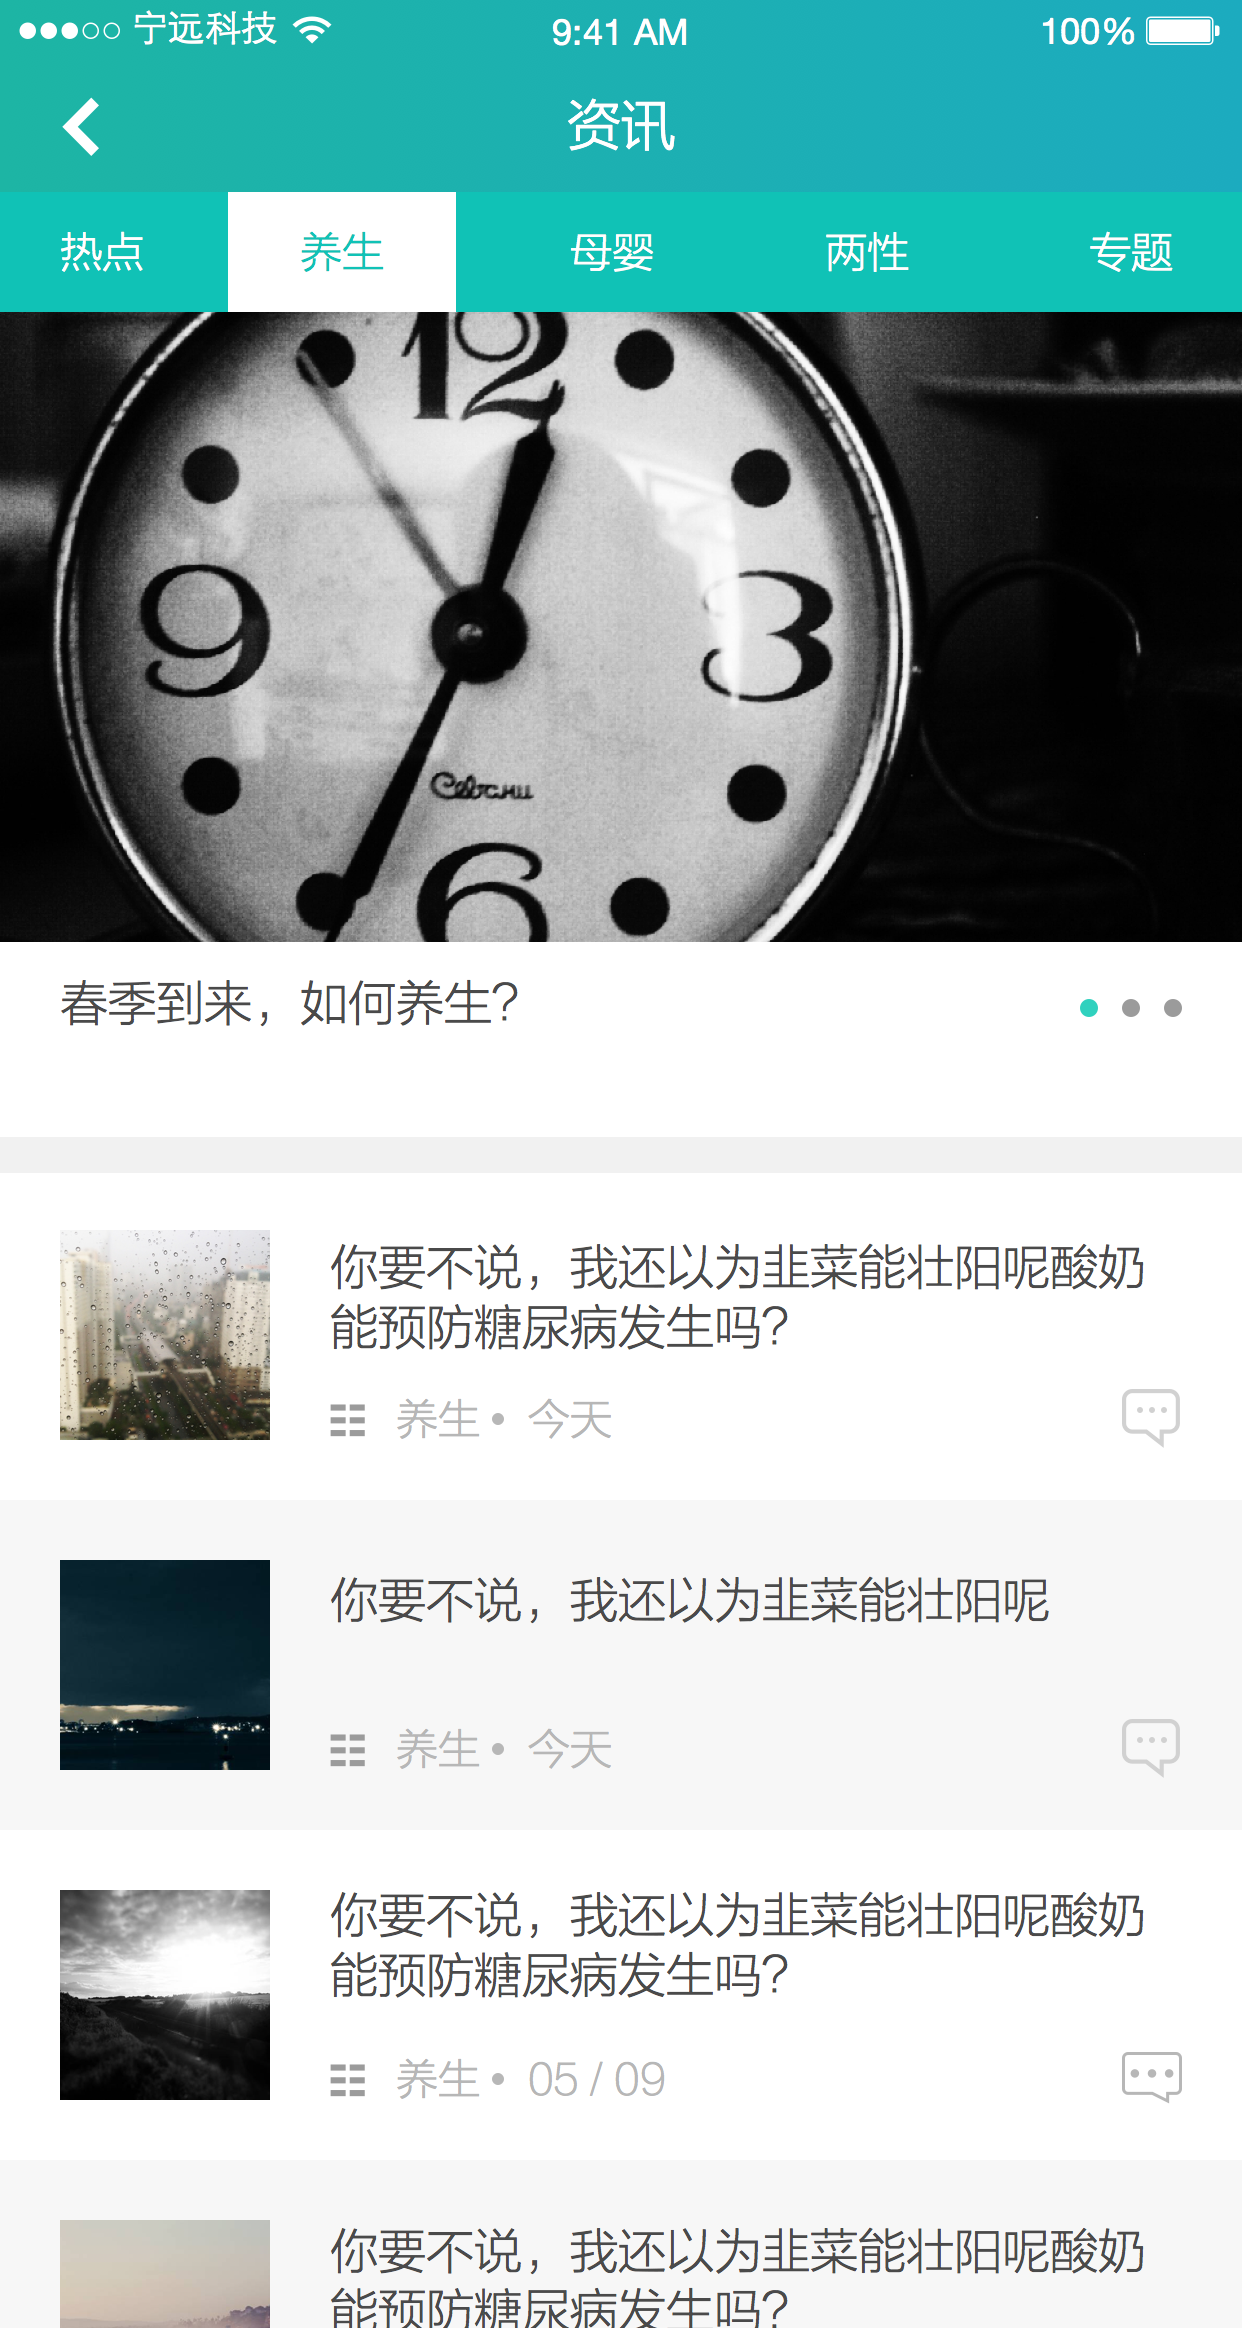 宁远科技
9:41 AM
100%
资讯
热点
养生
母婴
两性
专题
12
9
3
6
春季到来，如何养生？
你要不说，我还以为韭菜能壮阳呢酸奶
能预防糖尿病发生吗？
养生• 今天
你要不说，我还以为韭菜能壮阳呢
养生• 今天
你要不说，我还以为韭菜能壮阳呢酸奶
能预防糖尿病发生吗？
养生• 05 / 09
你要不说，我还以为韭菜能壮阳呢酸奶
能预防糖尿病发生吗？